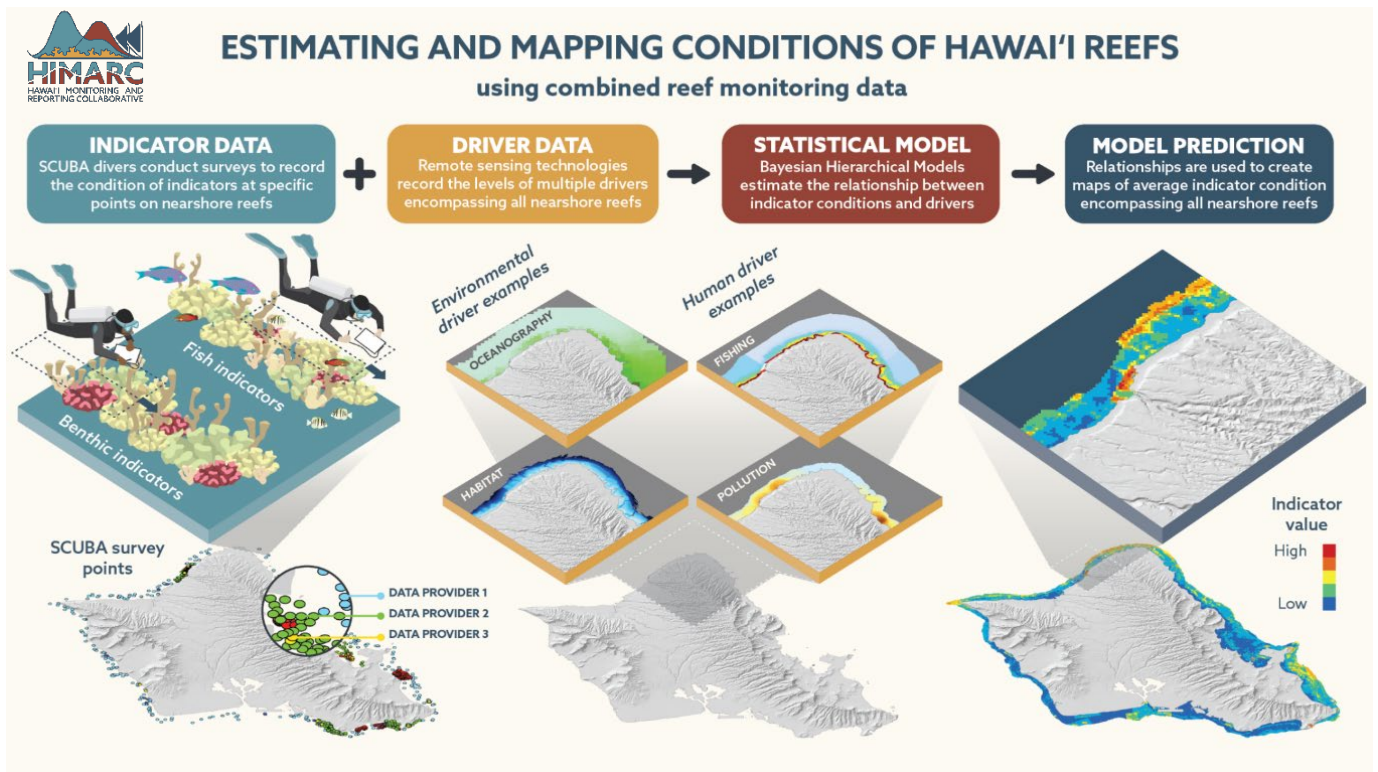 HIMARC
HAWAI'I MONITORING AND
REPORTING COLLABORATIVE
ESTIMATING AND MAPPING CONDITIONS OF HAWAI‘I REEFS
using combined reef monitoring data
INDICATOR DATA
SCUBA divers conduct surveys to record
the condition of indicators at specific
points on nearshore reefs
+
DRIVER DATA
Remote sensing technologies
record the levels of multiple drivers
encompassing all nearshore reefs
STATISTICAL MODEL
Bayesian Hierarchical Models
estimate the relationship between
indicator conditions and drivers
MODEL PREDICTION
Relationships are used to create
maps of average indicator condition
encompassing all nearshore reefs
Fish indicators
Benthic indicators
SCUBA survey
points
DATA PROVIDER 1
DATA PROVIDER 2
DATA PROVIDER 3
Environmental
driver examples
Human driver
examples
OCEANOGRAPHY
FISHING
HABITAT
POLLUTION
Indicator
value
High
Low